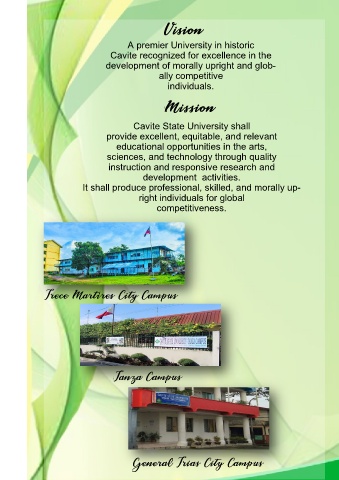 Vision
A premier University in historic
Cavite recognized for excellence in the
development of morally upright and glob-
ally competitive
individuals.
Mission
Cavite State University shall
provide excellent, equitable, and relevant
educational opportunities in the arts,
sciences, and technology through quality
instruction and responsive research and
development activities.
It shall produce professional, skilled, and morally up-
right individuals for global
competitiveness.
Trece Martires City Campus
Tanza Campus
General Trias City Campus